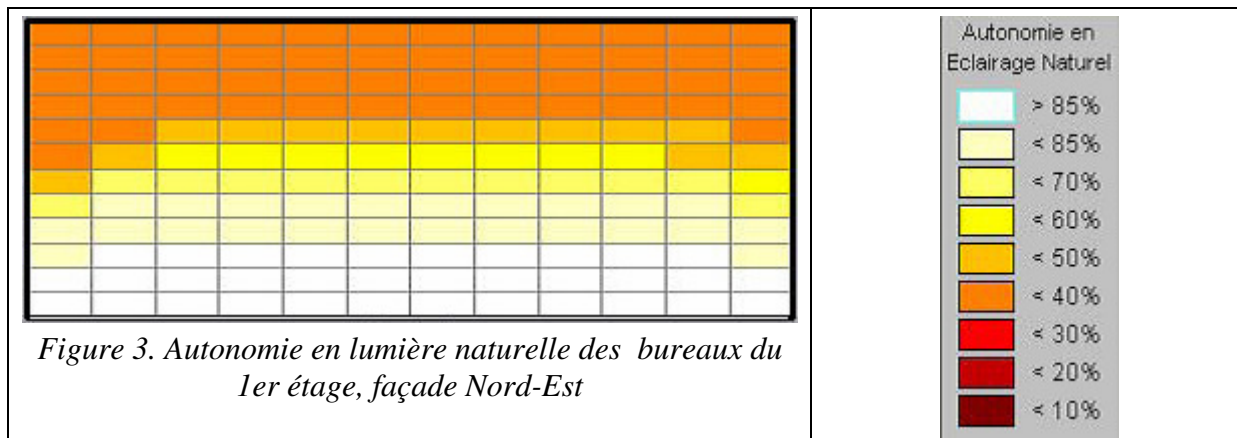 Figure 3. Autonomie en lumière naturelle des bureaux du
1er étage, façade Nord-Est
Autonomie en
Eclairage Naturel
> 85%
< 85%
< 70%
< 60%
< 50%
< 40%
< 30%
< 20%
< 10%